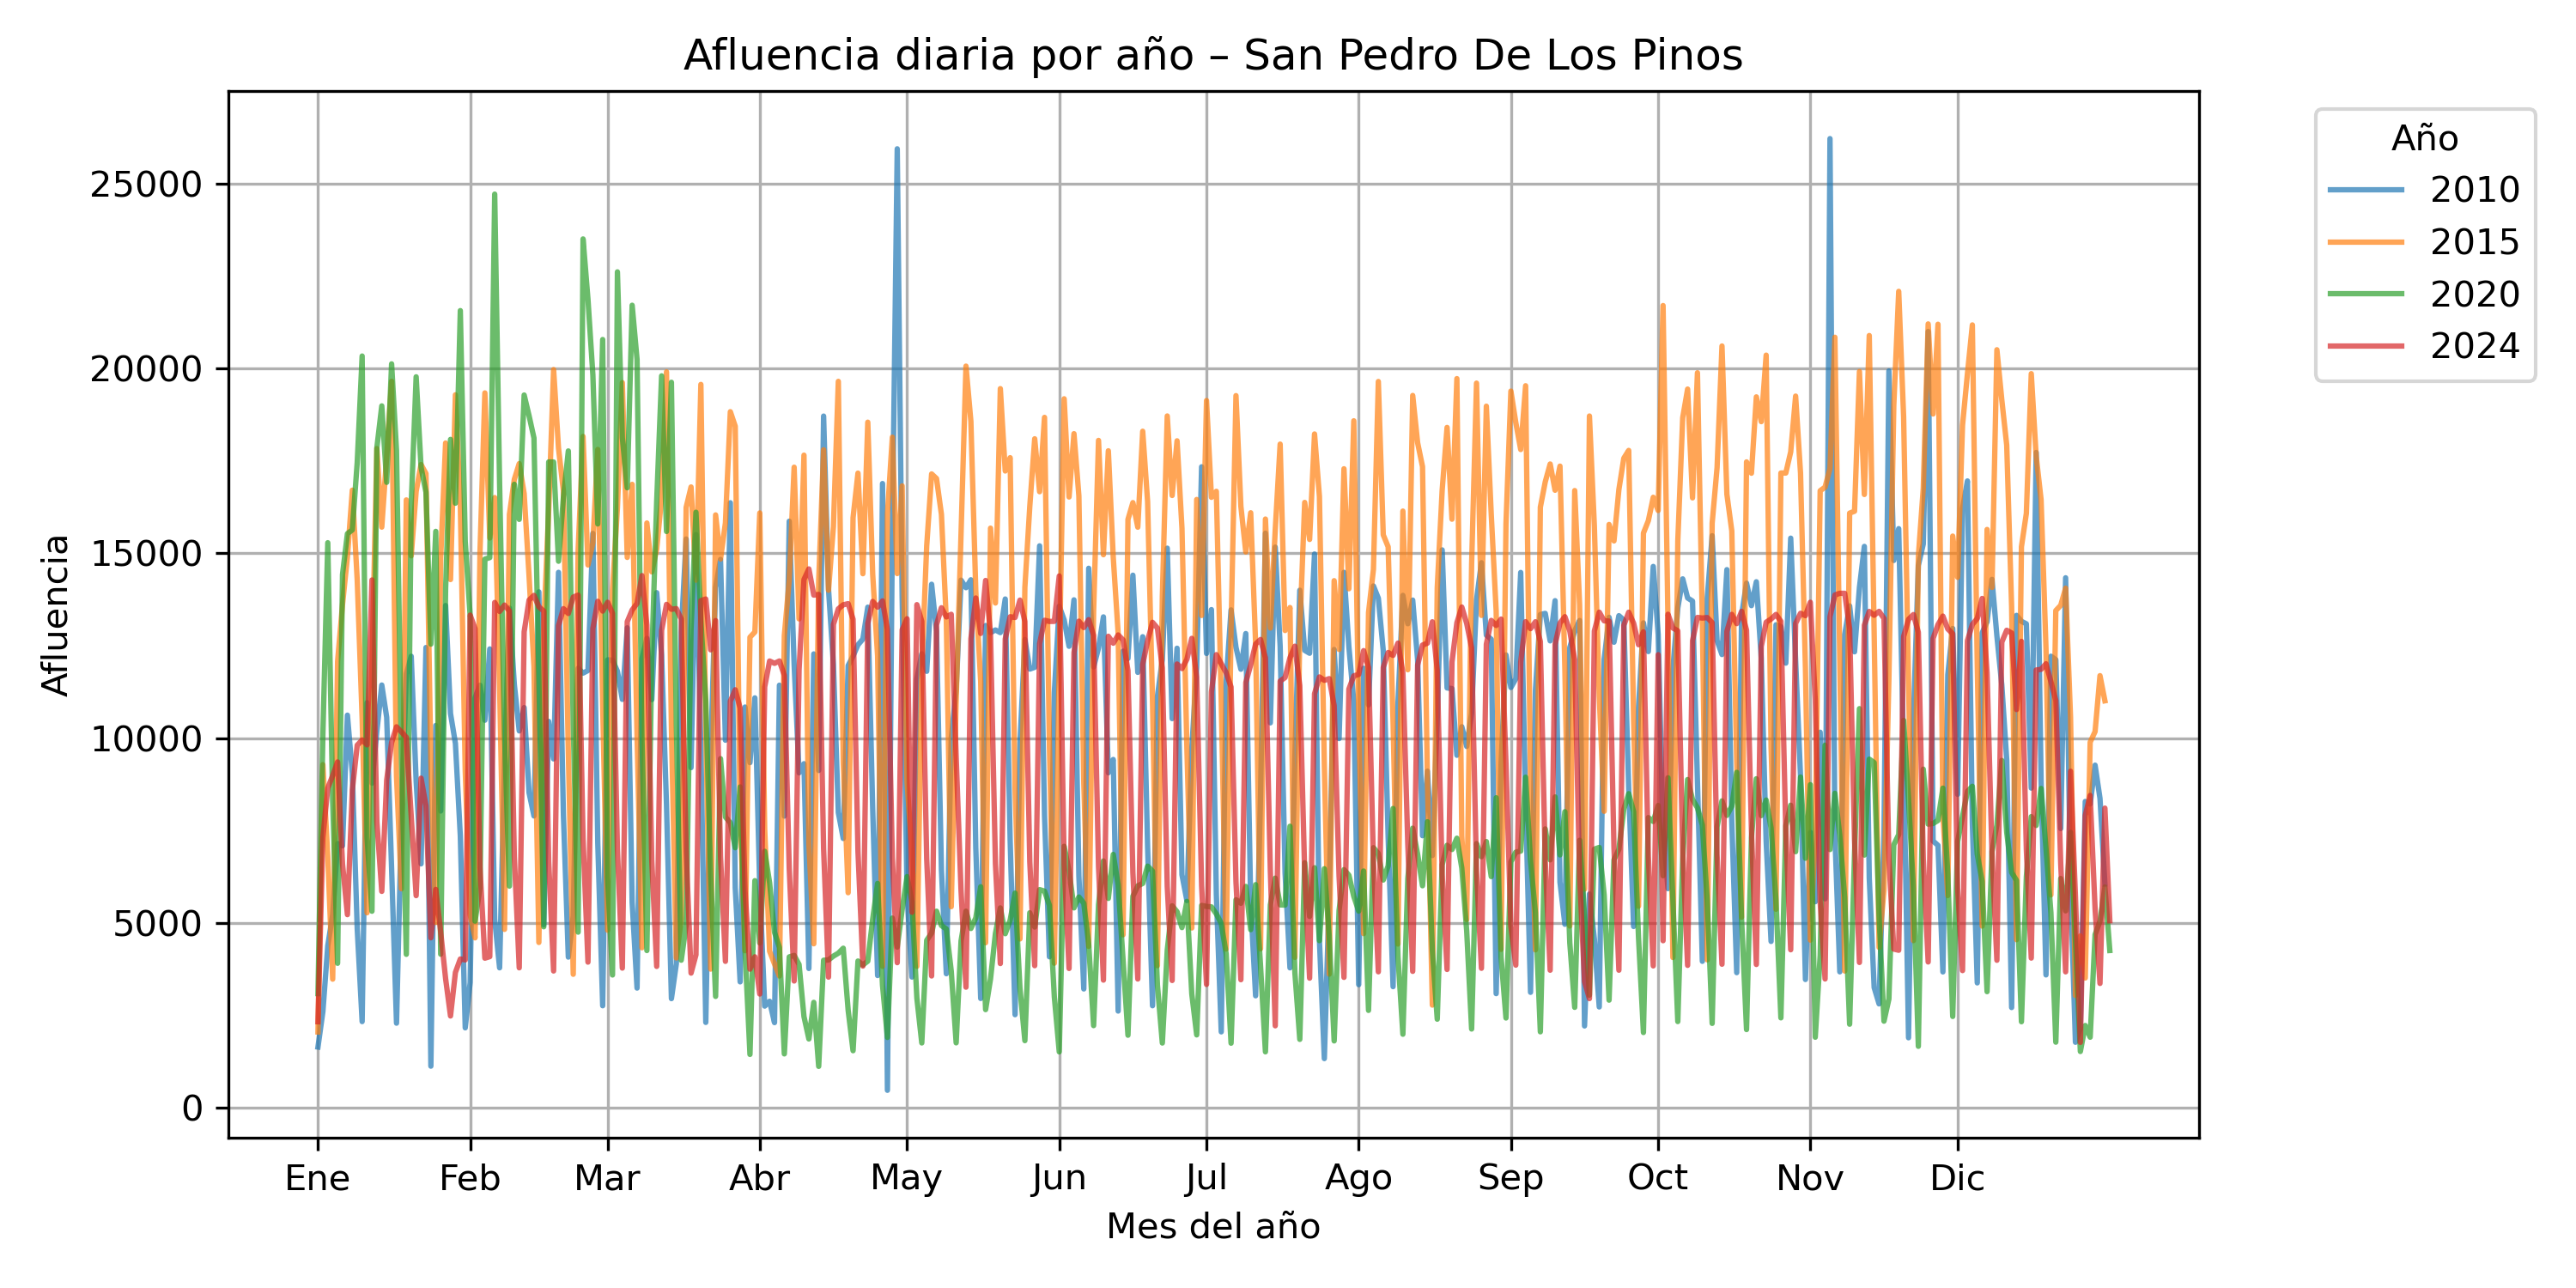 Afluencia diaria por año – San Pedro De Los Pinos
Afluencia
25000
20000
15000
10000
5000
0
Ene Feb Mar Abr May Jun Jul Ago Sep Oct Nov Dic
Mes del año
Año
2010
2015
2020
2024